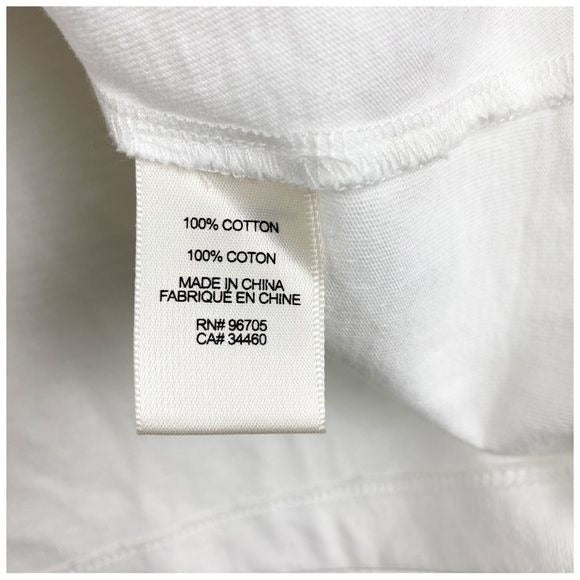 100% COTTON
100% COTON
MADE IN CHINA
FABRIQUÉ EN CHINE
RN# 96705
CA# 34460